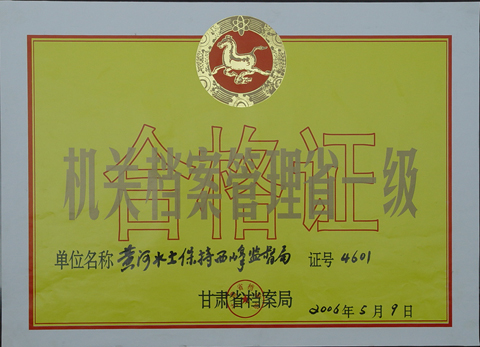 合格证
机关档案管理省一级
单位名称 黄河水土保持西峰监督局 证号 4601
甘肃省档案局 2006年5月9日